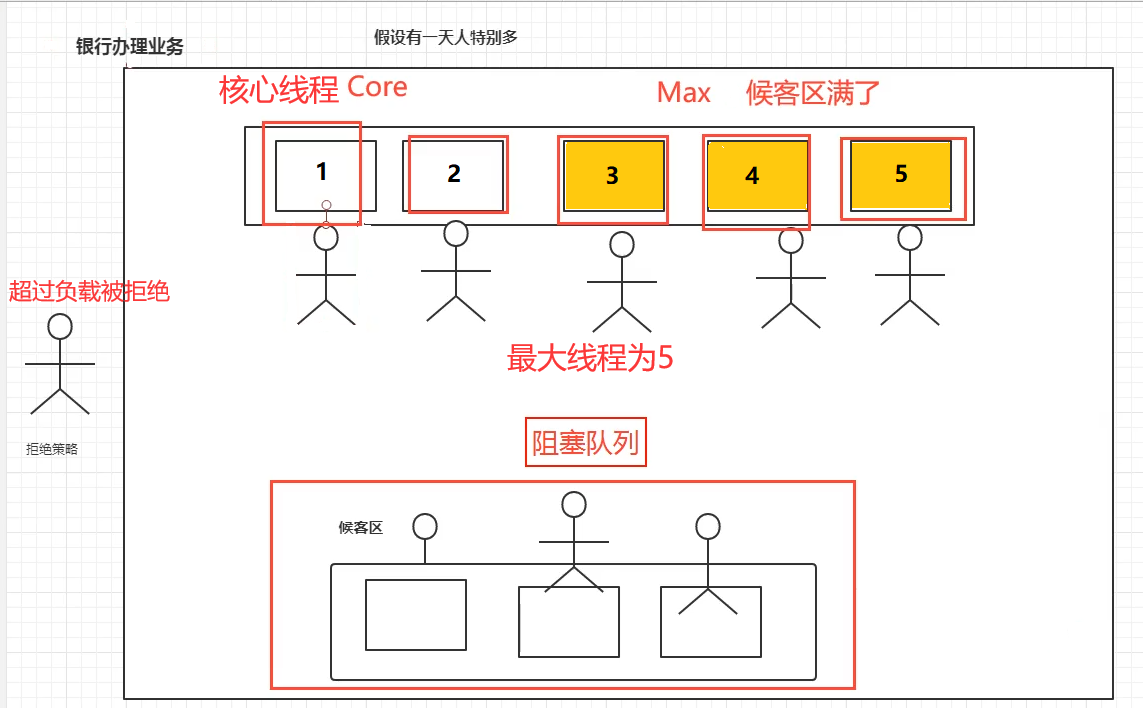 银行办理业务
假设有一天人特别多
核心线程 Core
Max 候客区满了
1
2
3
4
5
超过负载被拒绝
最大线程为5
拒绝策略
阻塞队列
候客区